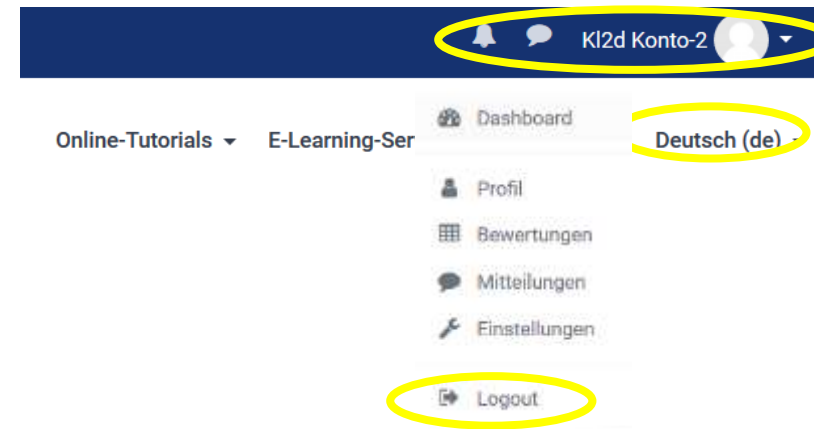 Kl2d Konto-2
Dashboard
Online-Tutorials E-Learning-Ser Deutsch (de)
Profil
Bewertungen
Mitteilungen
Einstellungen
Logout